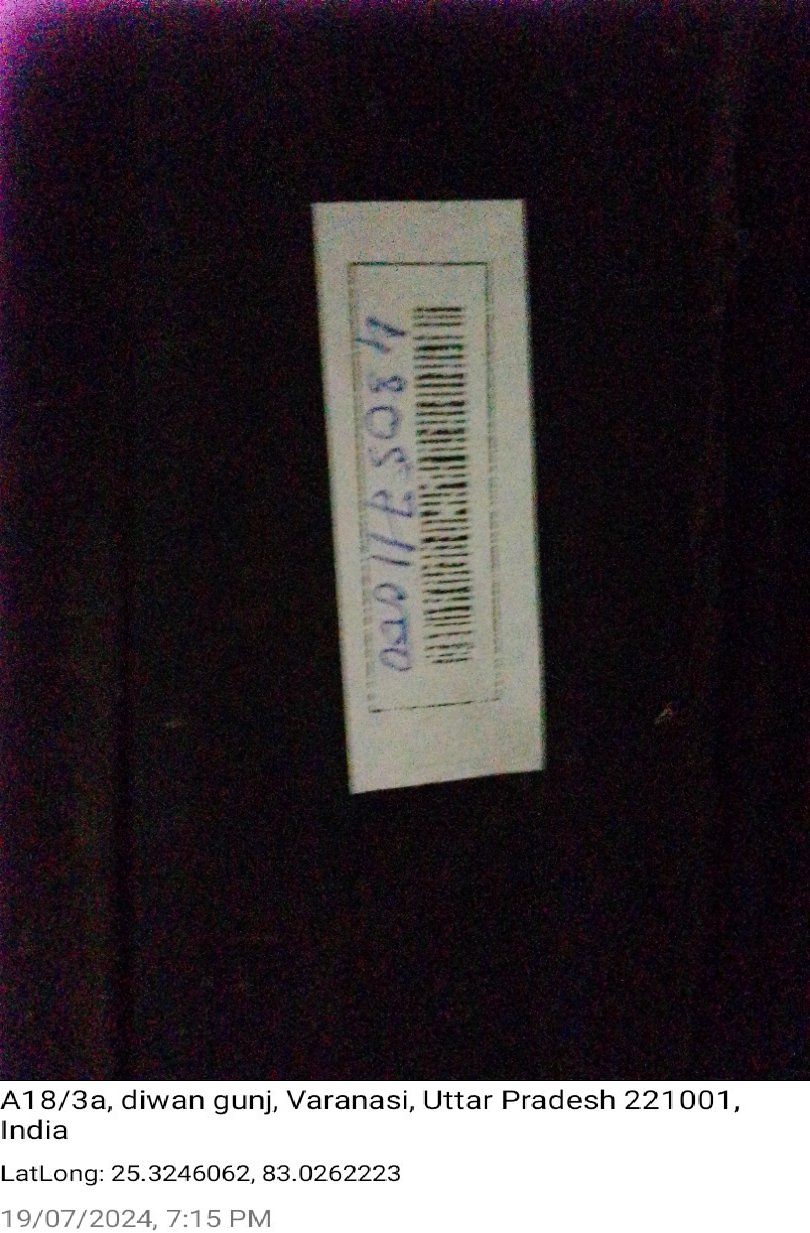 A18/3a, diwan gunj, Varanasi, Uttar Pradesh 221001,
India
LatLong: 25.3246062, 83.0262223
19/07/2024, 7:15 PM